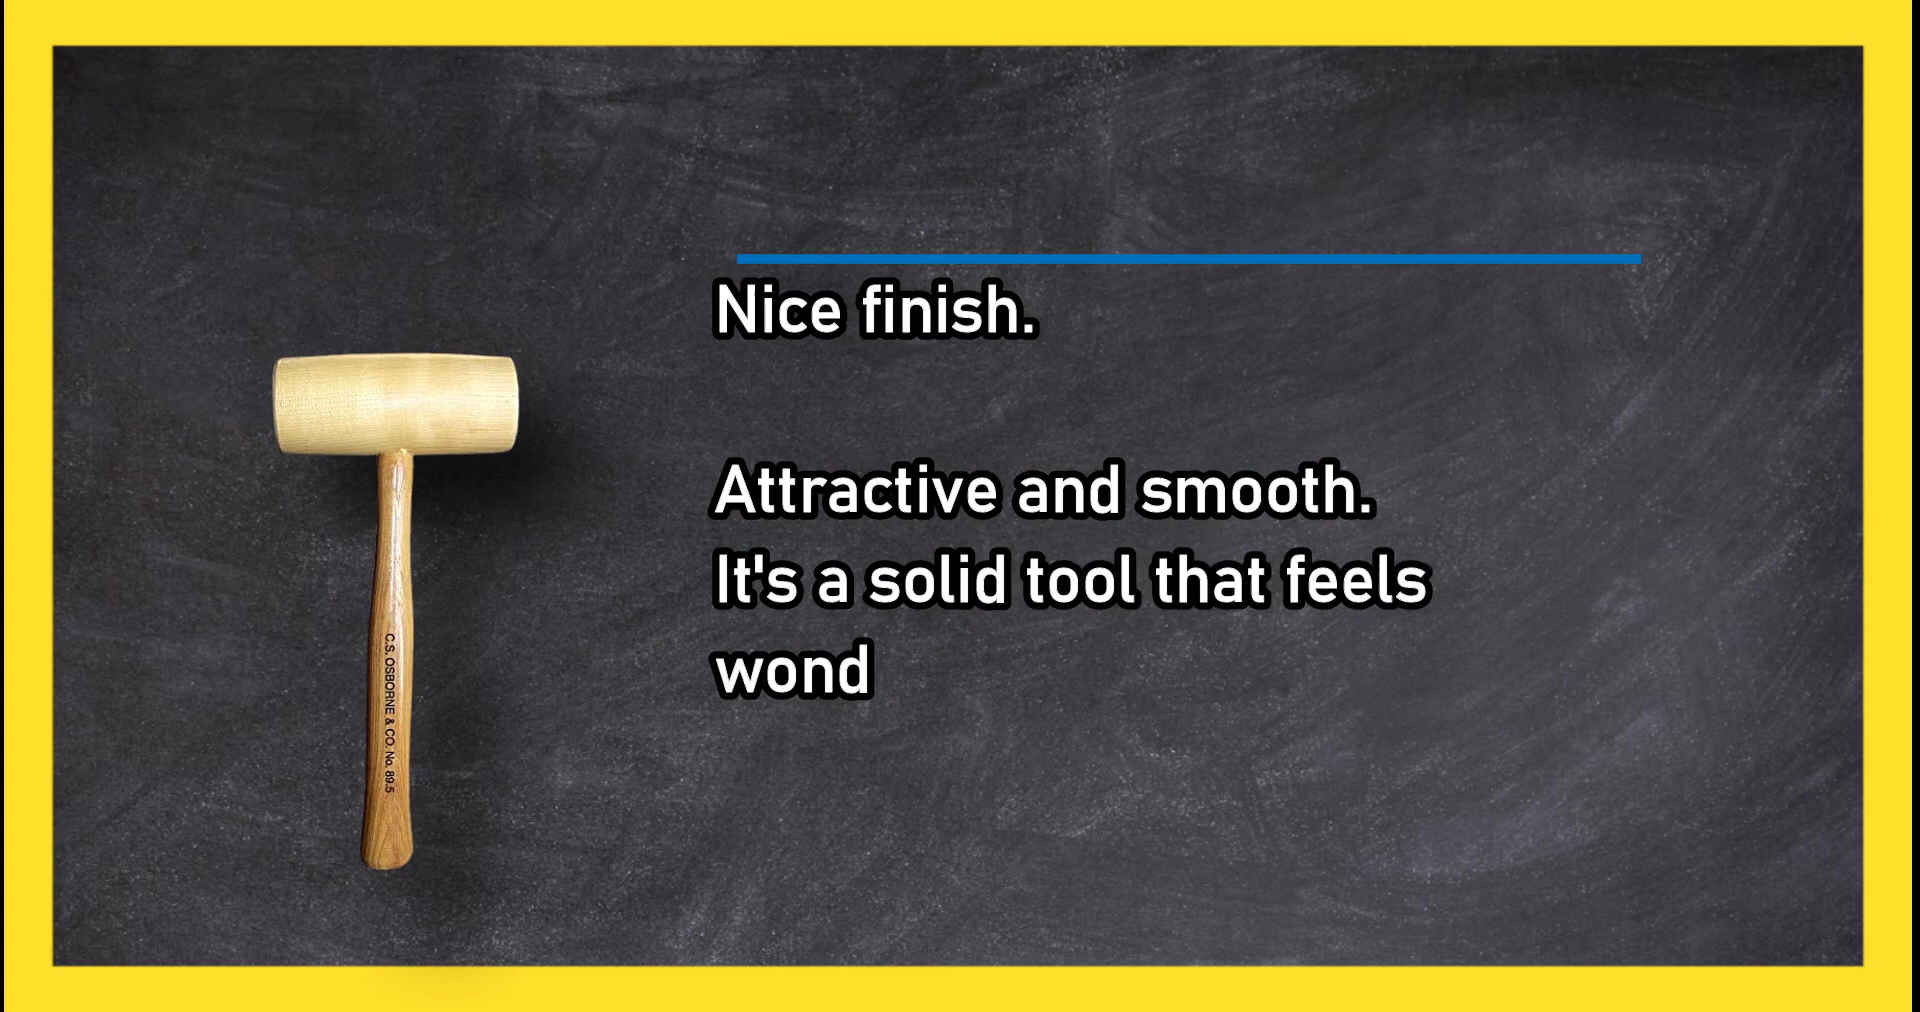 Nice finish.
Attractive and smooth.
It's a solid tool that feels
wond
C.S. OSBORNE & CO. No. 89.5